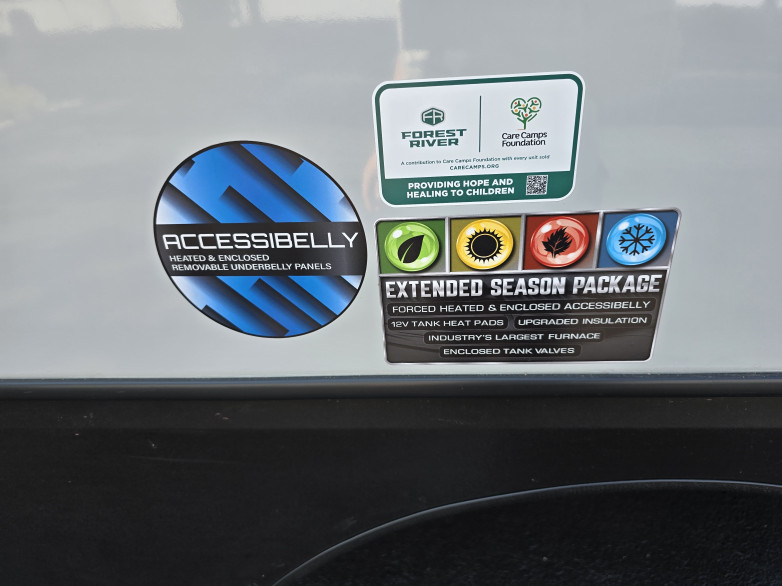 FR
FOREST
RIVER
Care Camps
Foundation
A contribution to Care Camps Foundation with every unit sold
CARECAMPS.ORG
PROVIDING HOPE AND
HEALING TO CHILDREN
ACCESSIBELLY
HEATED & ENCLOSED
REMOVABLE UNDERBELLY PANELS
EXTENDED SEASON PACKAGE
FORCED HEATED & ENCLOSED ACCESSIBELLY
12V TANK HEAT PADS UPGRADED INSULATION
INDUSTRY'S LARGEST FURNACE
ENCLOSED TANK VALVES